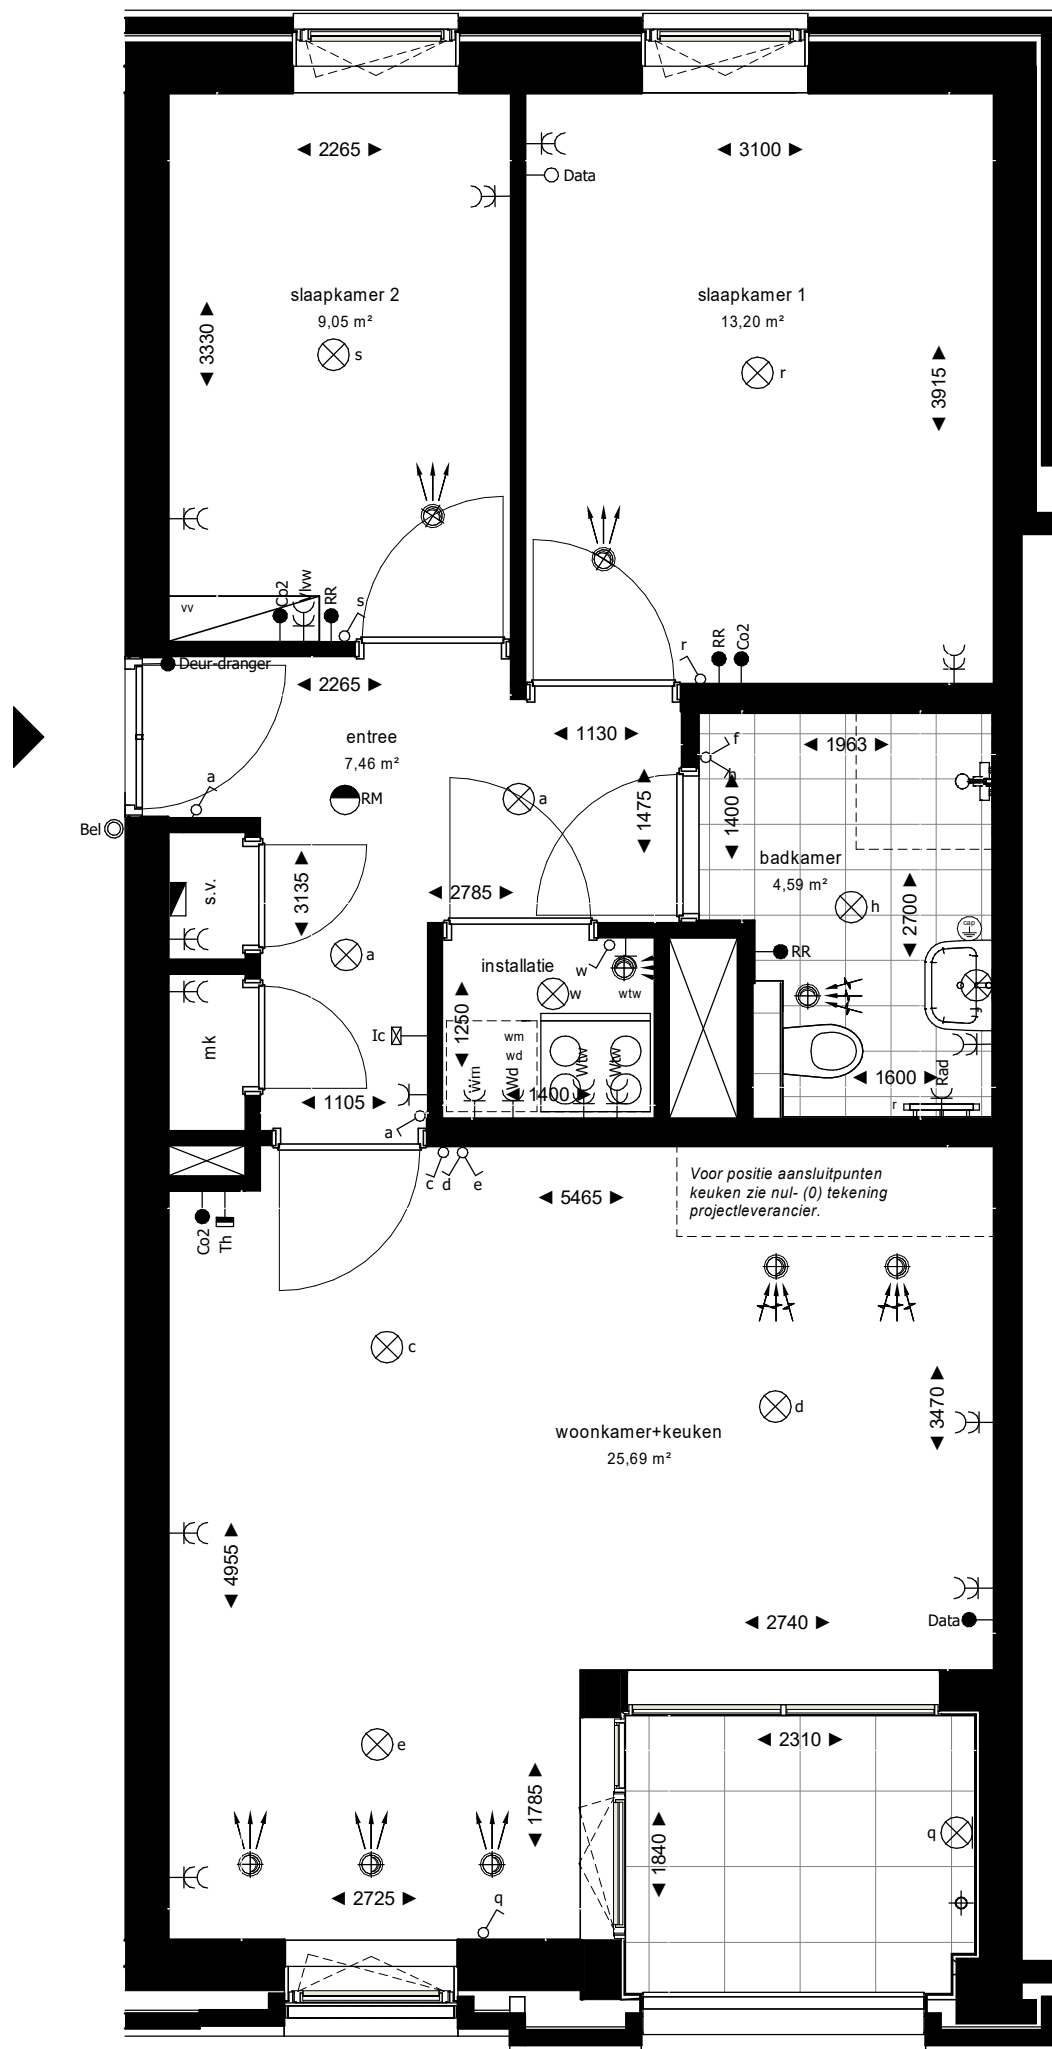 2265
3100
Data
slaapkamer 2
9,05 m²
s
slaapkamer 1
13,20 m²
r
3330
3915
vv
Co2
Vlvw
RR
s
r
RR
Co2
Deur-dranger
2265
entree
7,46 m²
RM
a
1130
a
1475
f
h
1963
1400
Bel
badkamer
4,59 m²
h
s.v.
3135
2785
2700
cap
a
installatie
w
w
wtw
RR
mk
Ic
1250
wm
wd
Wm
Wd
Wtw
Wtw
1400
1105
a
1600
Rad
r
j
c
d
e
5465
Voor positie aansluitpunten
keuken zie nul- (0) tekening
projectleverancier.
Co2
Th
c
d
3470
woonkamer+keuken
25,69 m²
4955
2740
Data
e
2310
1785
1840
q
2725
q